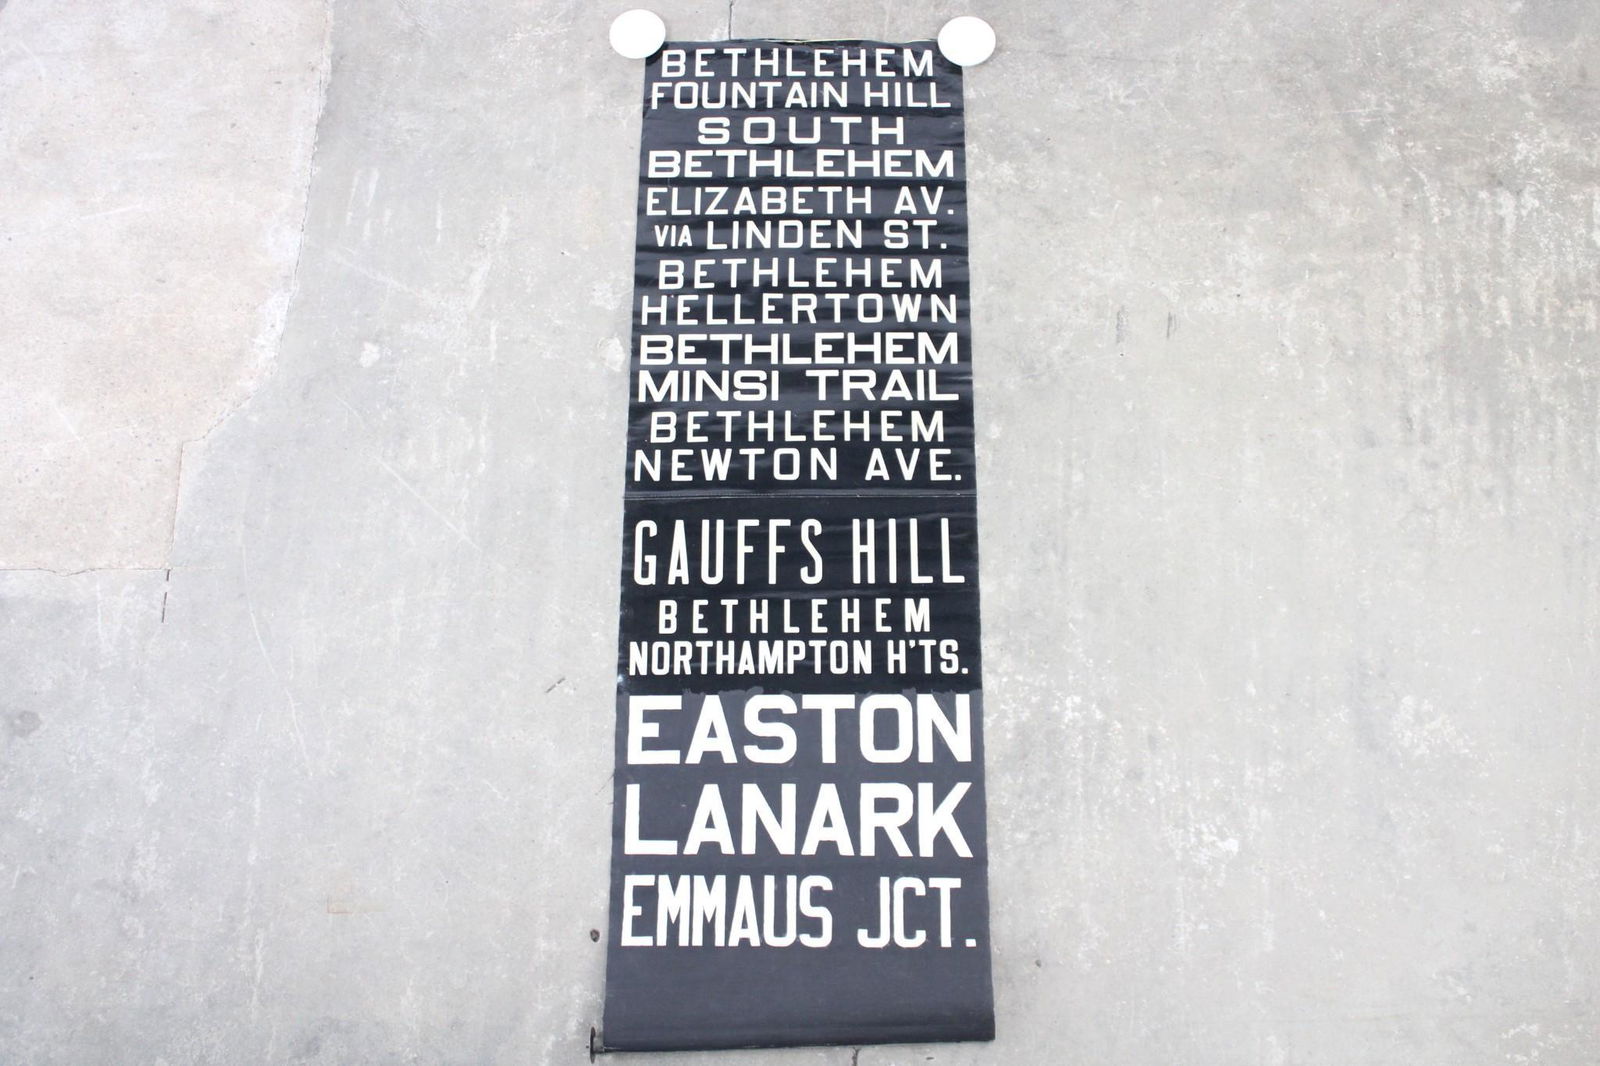 BETHLEHEM
FOUNTAIN HILL
SOUTH
BETHLEHEM
ELIZABETH AV.
VIA LINDEN ST.
BETHLEHEM
HELLERTOWN
BETHLEHEM
MINSI TRAIL
BETHLEHEM
NEWTON AVE.
GAUFFS HILL
BETHLEHEM
NORTHAMPTON H'TS.
EASTON
LANARK
EMMAUS JCT.